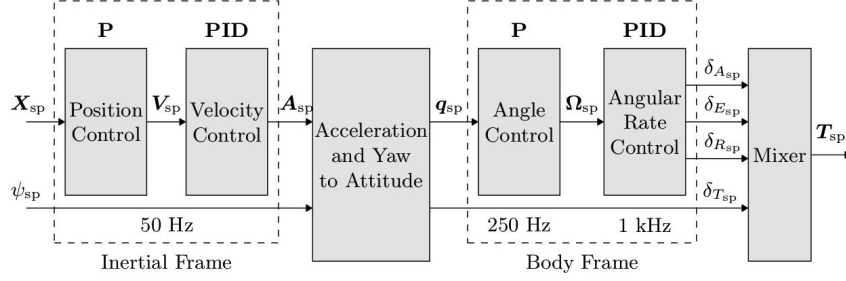 P
PID
P
PID
X_sp
Position
Control
V_sp
Velocity
Control
A_sp
Acceleration
and Yaw
to Attitude
q_sp
Angle
Control
Ω_sp
Angular
Rate
Control
δ_A_sp
δ_E_sp
δ_R_sp
Mixer
T_sp
ψ_sp
δ_T_sp
50 Hz
250 Hz
1 kHz
Inertial Frame
Body Frame